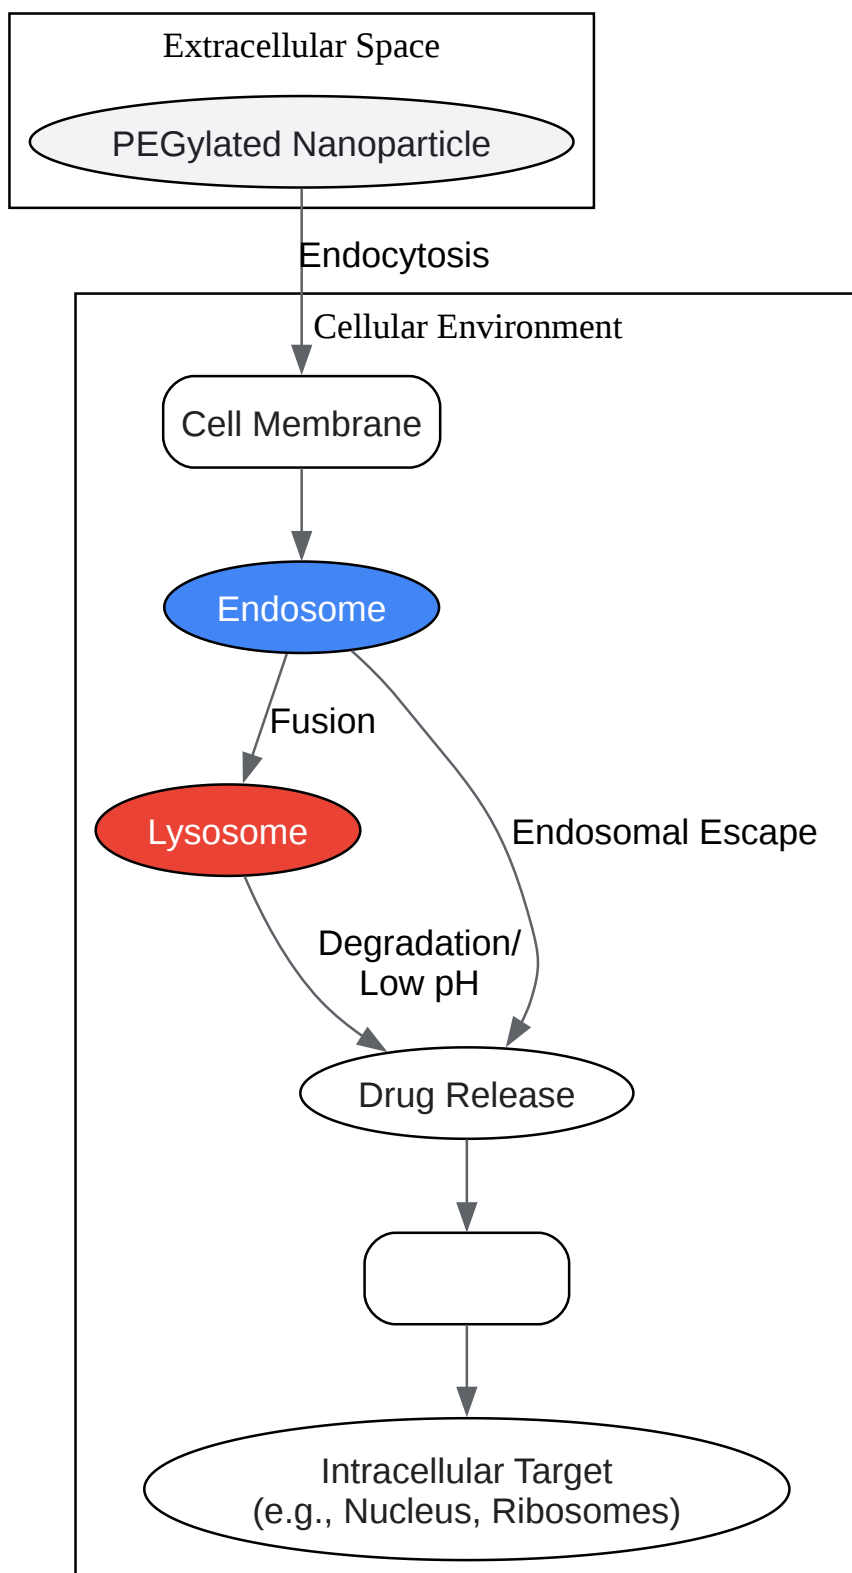 Extracellular Space
PEGylated Nanoparticle
Endocytosis
Cellular Environment
Cell Membrane
Endosome
Fusion
Lysosome
Endosomal Escape
Degradation/
Low pH
Drug Release
Intracellular Target
(e.g., Nucleus, Ribosomes)